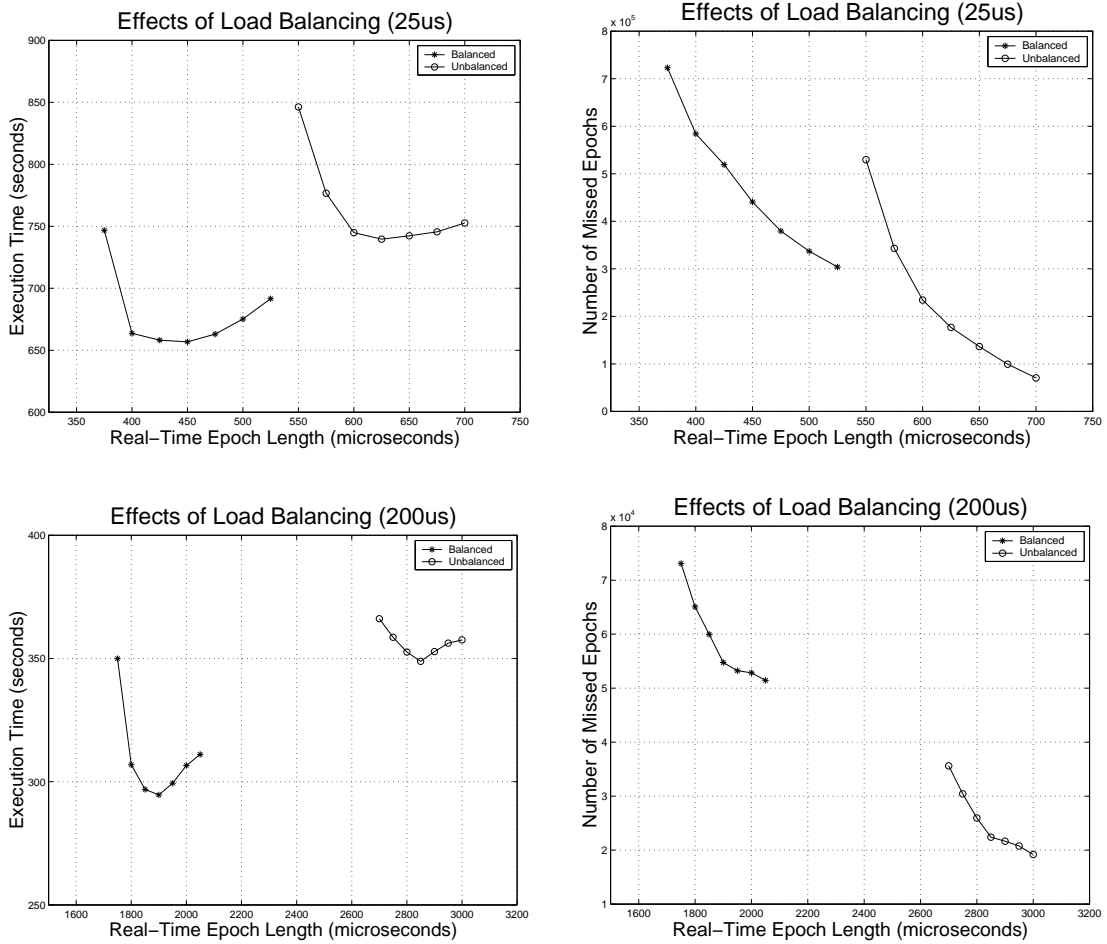 Effects of Load Balancing (25us)
900
850
800
750
700
650
600
350 400 450 500 550 600 650 700 750
Execution Time (seconds)
Real−Time Epoch Length (microseconds)
Balanced
Unbalanced
Effects of Load Balancing (25us)
x 10^5
8
7
6
5
4
3
2
1
0
350 400 450 500 550 600 650 700 750
Number of Missed Epochs
Real−Time Epoch Length (microseconds)
Balanced
Unbalanced
Effects of Load Balancing (200us)
400
350
300
250
1600 1800 2000 2200 2400 2600 2800 3000 3200
Execution Time (seconds)
Real−Time Epoch Length (microseconds)
Balanced
Unbalanced
Effects of Load Balancing (200us)
x 10^4
8
7
6
5
4
3
2
1
1600 1800 2000 2200 2400 2600 2800 3000 3200
Number of Missed Epochs
Real−Time Epoch Length (microseconds)
Balanced
Unbalanced